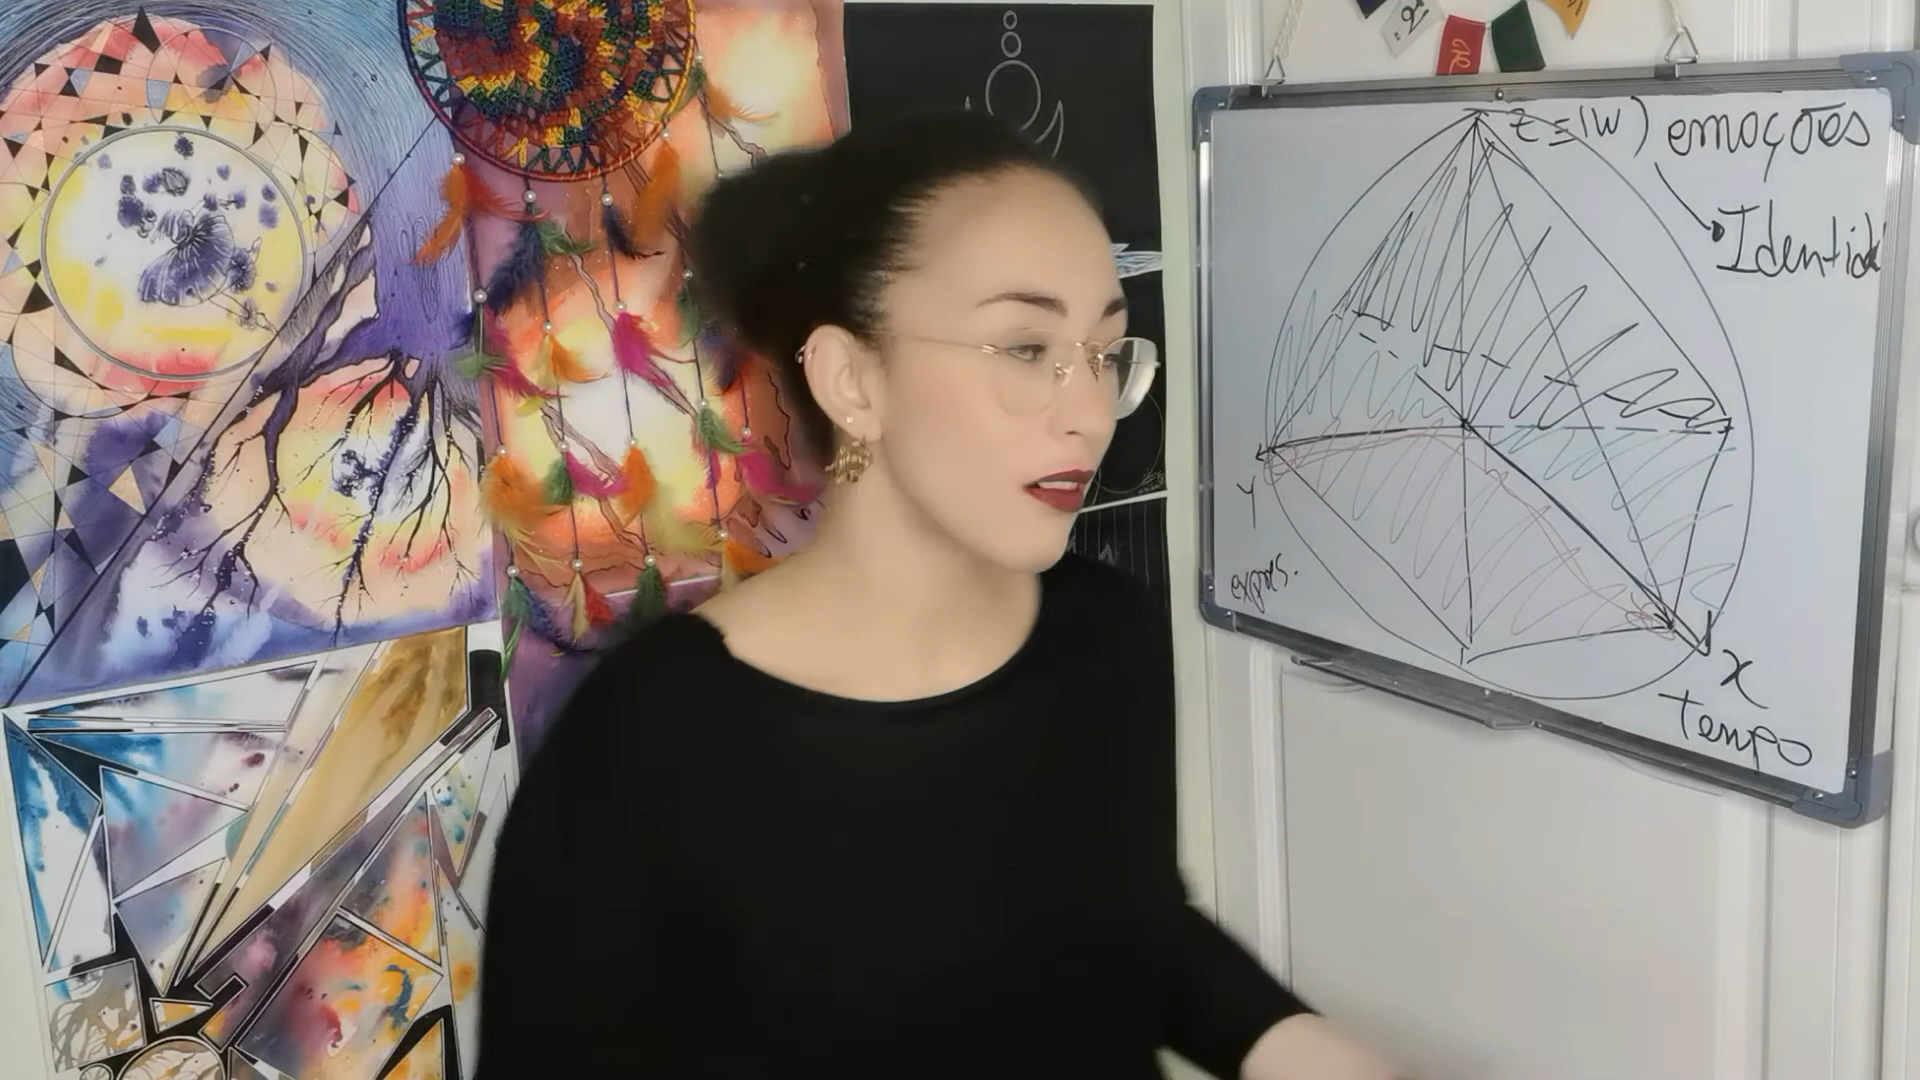 Z = (W) emoções
Identid
Y
expres.
X
Tempo